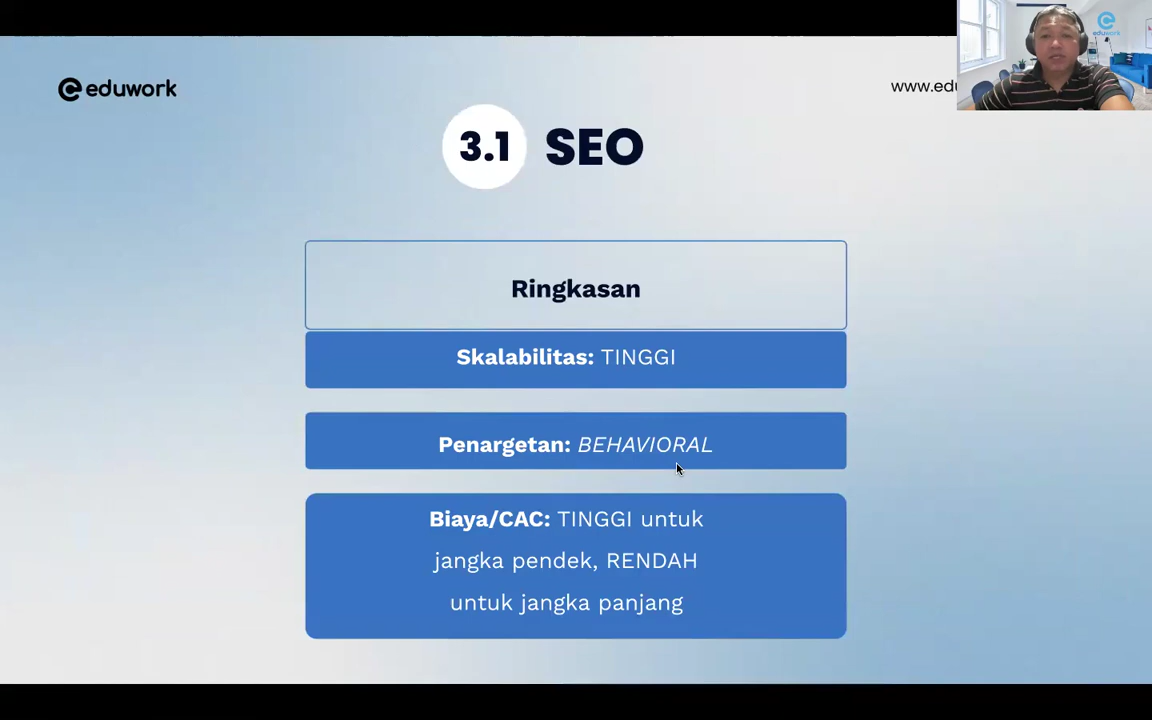 eduwork
www.edu
eduwork
3.1 SEO
Ringkasan
Skalabilitas: TINGGI
Penargetan: BEHAVIORAL
Biaya/CAC: TINGGI untuk
jangka pendek, RENDAH
untuk jangka panjang